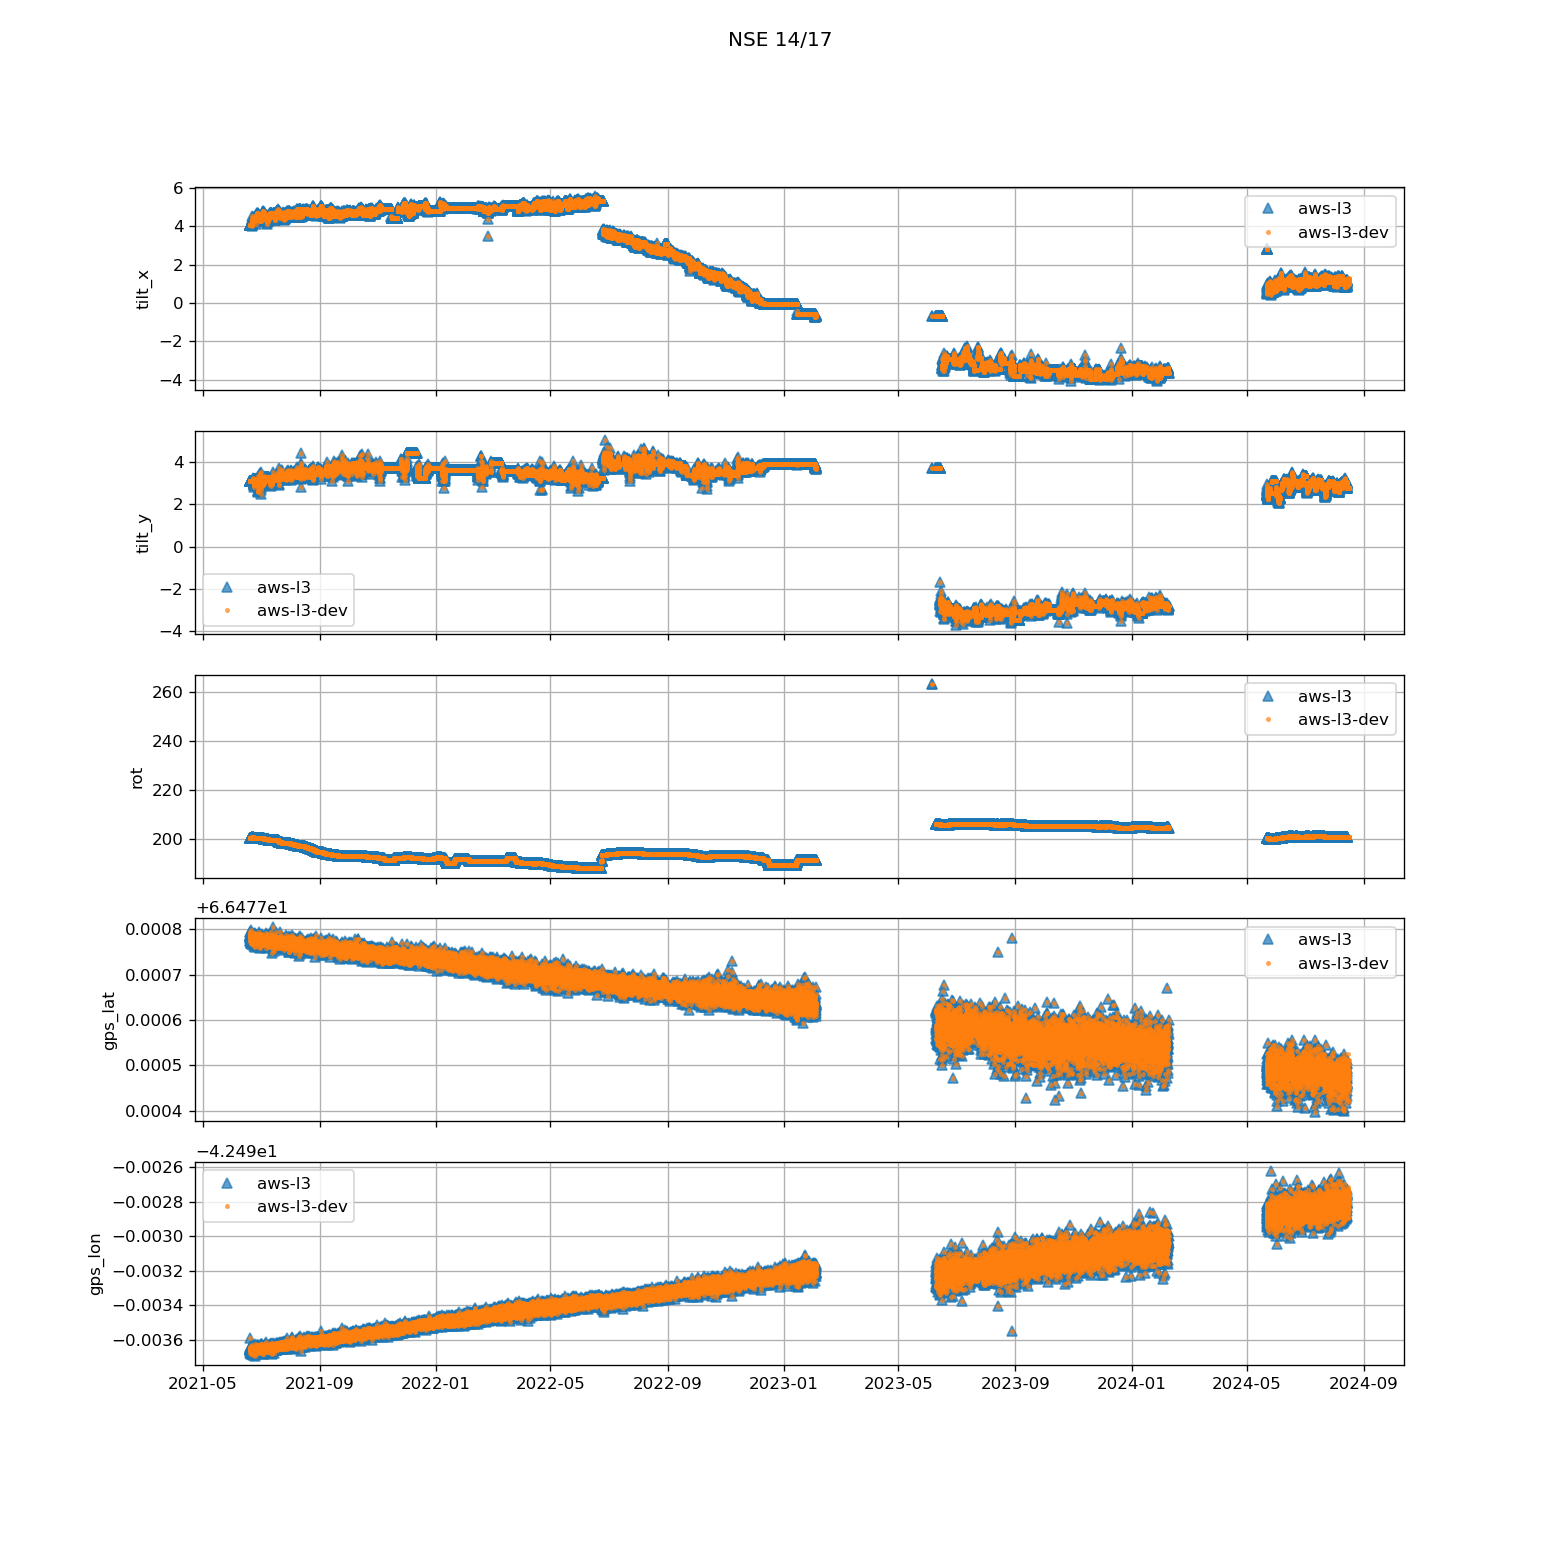 NSE 14/17
6
4
2
0
−2
−4
tilt_x
aws-l3
aws-l3-dev
4
2
0
−2
−4
tilt_y
aws-l3
aws-l3-dev
260
240
220
200
rot
aws-l3
aws-l3-dev
+6.6477e1
0.0008
0.0007
0.0006
0.0005
0.0004
gps_lat
aws-l3
aws-l3-dev
−4.249e1
−0.0026
−0.0028
−0.0030
−0.0032
−0.0034
−0.0036
gps_lon
aws-l3
aws-l3-dev
2021-05 2021-09 2022-01 2022-05 2022-09 2023-01 2023-05 2023-09 2024-01 2024-05 2024-09